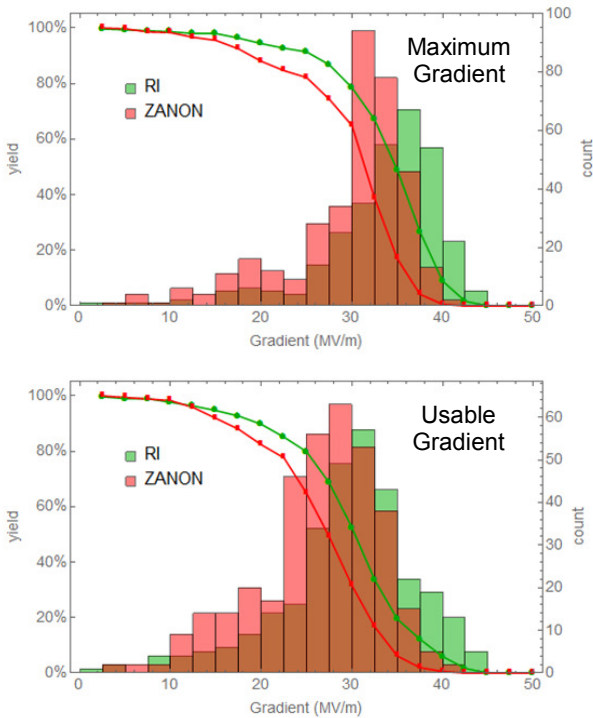 Maximum
Gradient
RI
ZANON
yield
100%
80%
60%
40%
20%
0%
count
100
80
60
40
20
0
0 10 20 30 40 50
Gradient (MV/m)
Usable
Gradient
RI
ZANON
yield
100%
80%
60%
40%
20%
0%
count
60
50
40
30
20
10
0
0 10 20 30 40 50
Gradient (MV/m)